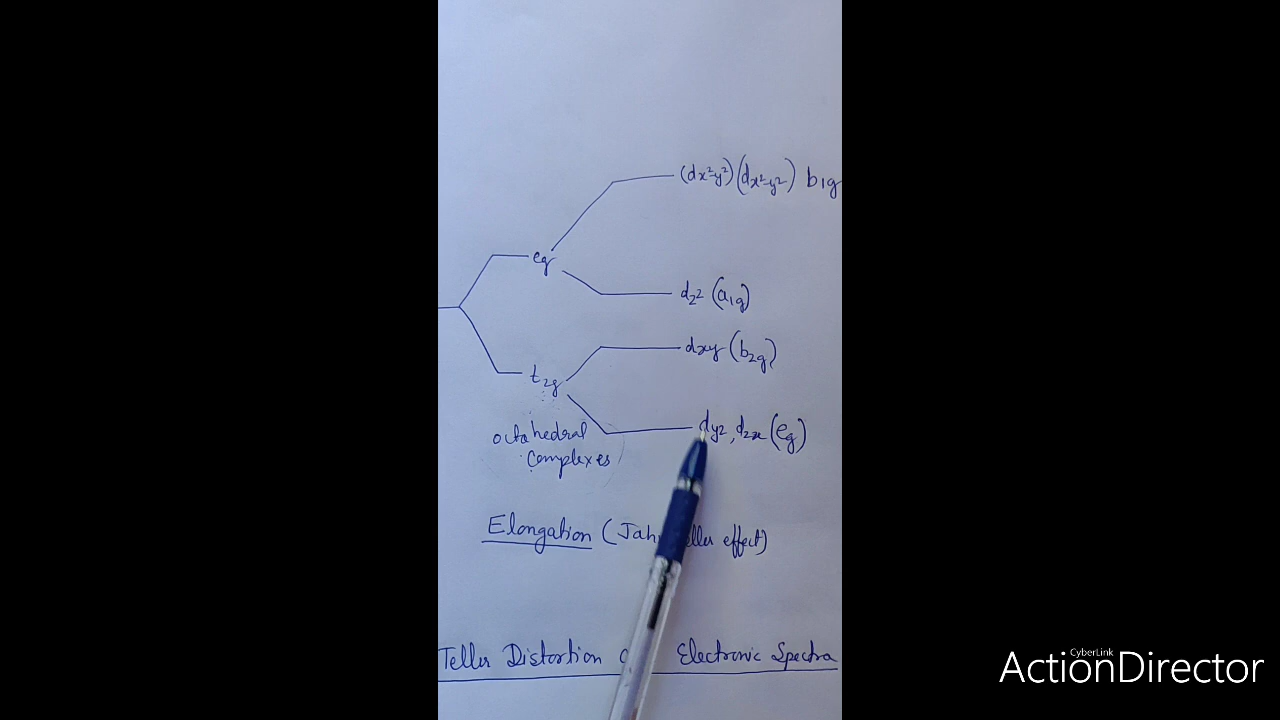 (dx²-y²) (dx²-y²) b1g
eg
dz² (a1g)
dxy (b2g)
t2g
dyz, dzx (eg)
octahedral
complexes
Elongation (Jahn Teller effect)
Teller Distortion Electronic Spectra
CyberLink
ActionDirector